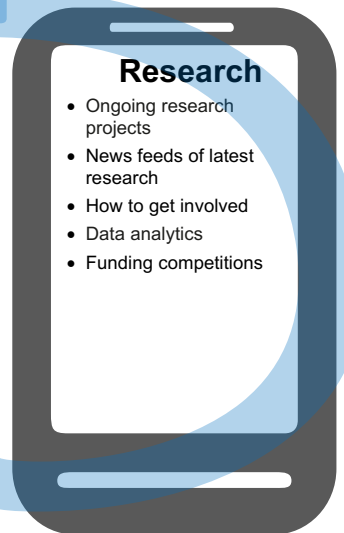 Research
• Ongoing research
projects
• News feeds of latest
research
• How to get involved
• Data analytics
• Funding competitions